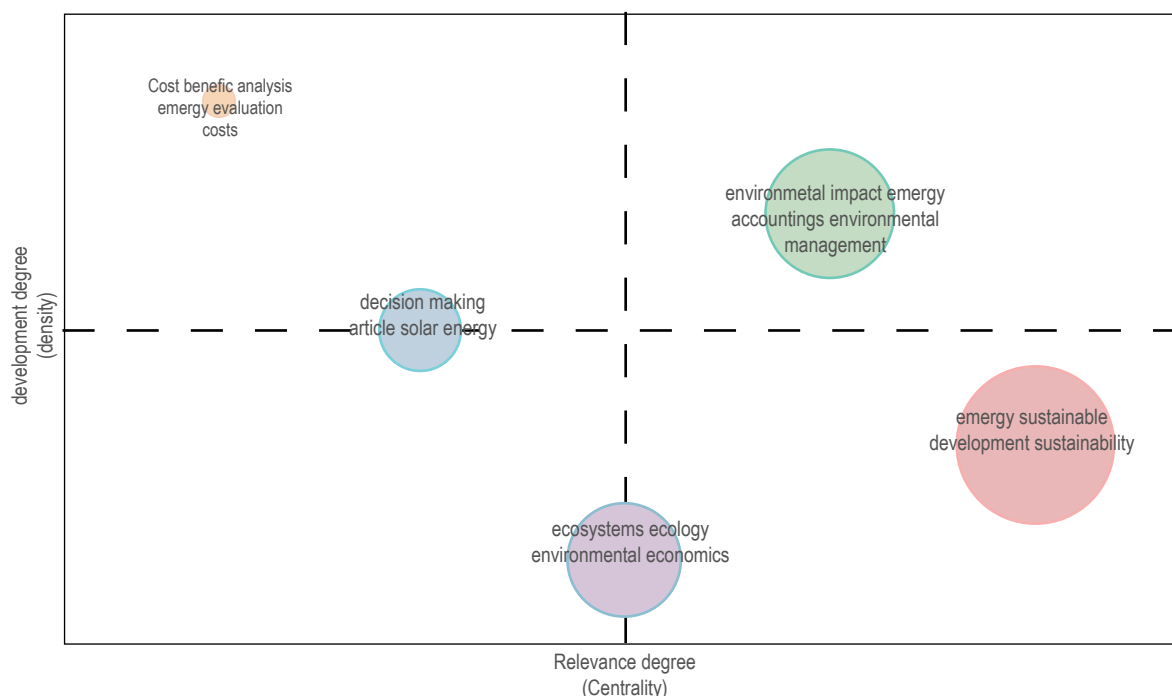 Cost benefic analysis
emergy evaluation
costs
environmetal impact emergy
accountings environmental
management
decision making
article solar energy
emergy sustainable
development sustainability
ecosystems ecology
environmental economics
development degree
(density)
Relevance degree
(Centrality)